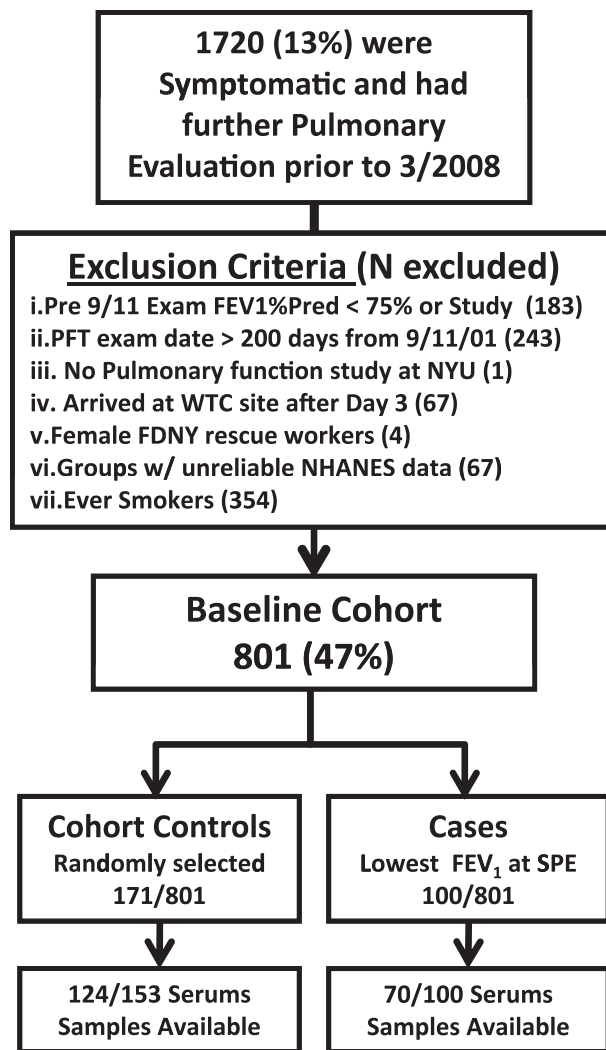 1720 (13%) were
Symptomatic and had
further Pulmonary
Evaluation prior to 3/2008
Exclusion Criteria (N excluded)
i.Pre 9/11 Exam FEV1%Pred < 75% or Study (183)
ii.PFT exam date > 200 days from 9/11/01 (243)
iii. No Pulmonary function study at NYU (1)
iv. Arrived at WTC site after Day 3 (67)
v.Female FDNY rescue workers (4)
vi.Groups w/ unreliable NHANES data (67)
vii.Ever Smokers (354)
Baseline Cohort
801 (47%)
Cohort Controls
Randomly selected
171/801
Cases
Lowest FEV₁ at SPE
100/801
124/153 Serums
Samples Available
70/100 Serums
Samples Available